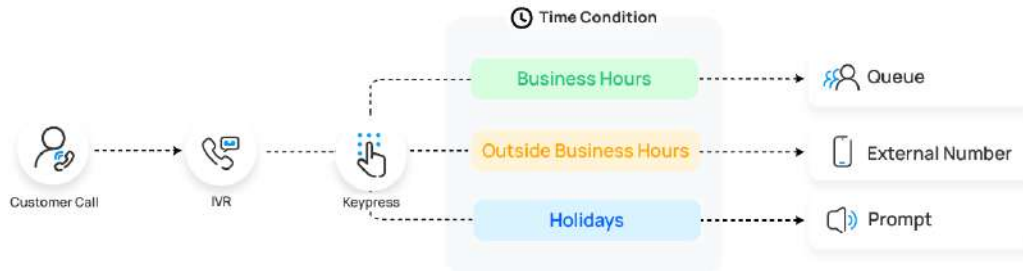 Time Condition
Business Hours
Queue
Outside Business Hours
External Number
Customer Call
IVR
Keypress
Holidays
Prompt